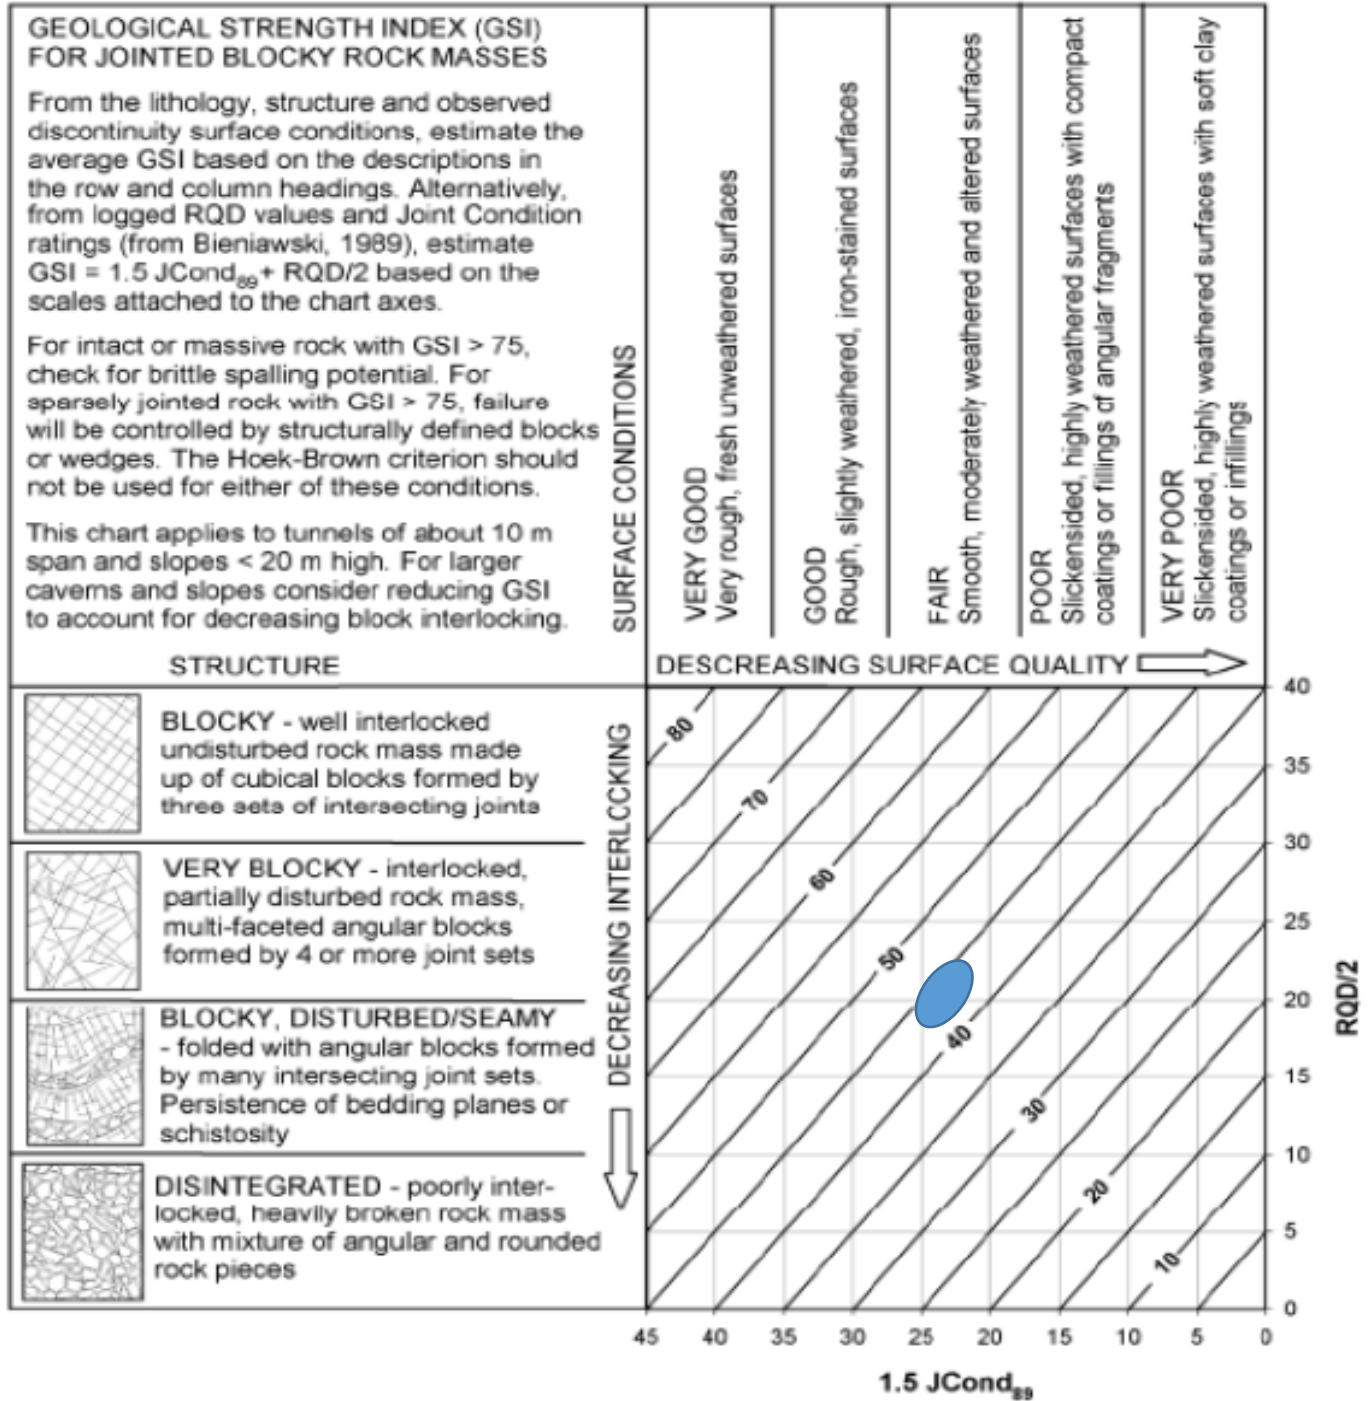 GEOLOGICAL STRENGTH INDEX (GSI)
FOR JOINTED BLOCKY ROCK MASSES
From the lithology, structure and observed
discontinuity surface conditions, estimate the
average GSI based on the descriptions in
the row and column headings. Alternatively,
from logged RQD values and Joint Condition
ratings (from Bieniawski, 1989), estimate
GSI = 1.5 JCond89 + RQD/2 based on the
scales attached to the chart axes.
For intact or massive rock with GSI > 75,
check for brittle spalling potential. For
sparsely jointed rock with GSI > 75, failure
will be controlled by structurally defined blocks
or wedges. The Hoek-Brown criterion should
not be used for either of these conditions.
This chart applies to tunnels of about 10 m
span and slopes < 20 m high. For larger
caverns and slopes consider reducing GSI
to account for decreasing block interlocking.
STRUCTURE
SURFACE CONDITIONS
VERY GOOD
Very rough, fresh unweathered surfaces
GOOD
Rough, slightly weathered, iron-stained surfaces
FAIR
Smooth, moderately weathered and altered surfaces
POOR
Slickensided, highly weathered surfaces with compact
coatings or fillings of angular fragments
VERY POOR
Slickensided, highly weathered surfaces with soft clay
coatings or infillings
DESCREASING SURFACE QUALITY
BLOCKY - well interlocked
undisturbed rock mass made
up of cubical blocks formed by
three sets of intersecting joints
VERY BLOCKY - interlocked,
partially disturbed rock mass,
multi-faceted angular blocks
formed by 4 or more joint sets
BLOCKY, DISTURBED/SEAMY
- folded with angular blocks formed
by many intersecting joint sets.
Persistence of bedding planes or
schistosity
DISINTEGRATED - poorly inter-
locked, heavily broken rock mass
with mixture of angular and rounded
rock pieces
DECREASING INTERLCCKING
80
70
60
50
40
30
20
10
40
35
30
25
20
15
10
5
0
RQD/2
45 40 35 30 25 20 15 10 5 0
1.5 JCond89